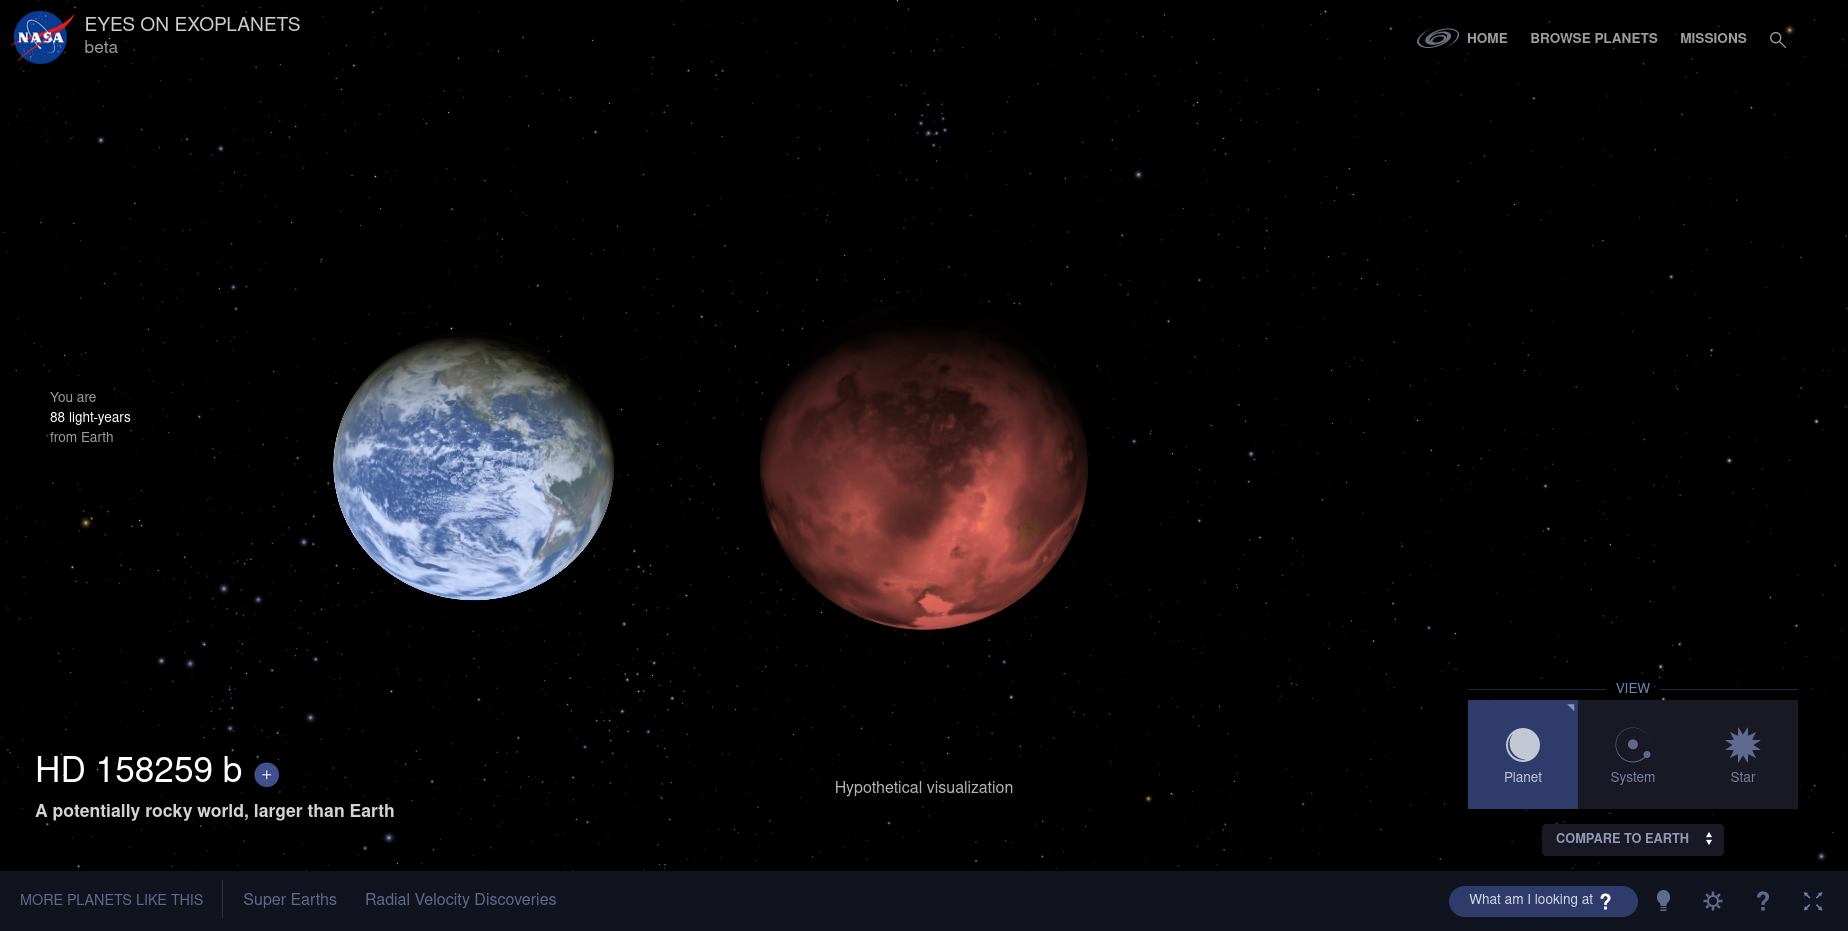 NASA
EYES ON EXOPLANETS
beta
HOME
BROWSE PLANETS
MISSIONS
You are
88 light-years
from Earth
HD 158259 b
A potentially rocky world, larger than Earth
Hypothetical visualization
VIEW
Planet
System
Star
COMPARE TO EARTH
MORE PLANETS LIKE THIS
Super Earths
Radial Velocity Discoveries
What am I looking at ?
?